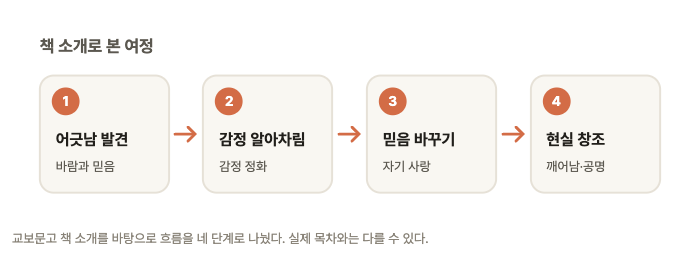 책 소개로 본 여정
1
어긋남 발견
바람과 믿음
2
감정 알아차림
감정 정화
3
믿음 바꾸기
자기 사랑
4
현실 창조
깨어남·공명
교보문고 책 소개를 바탕으로 흐름을 네 단계로 나눴다. 실제 목차와는 다를 수 있다.